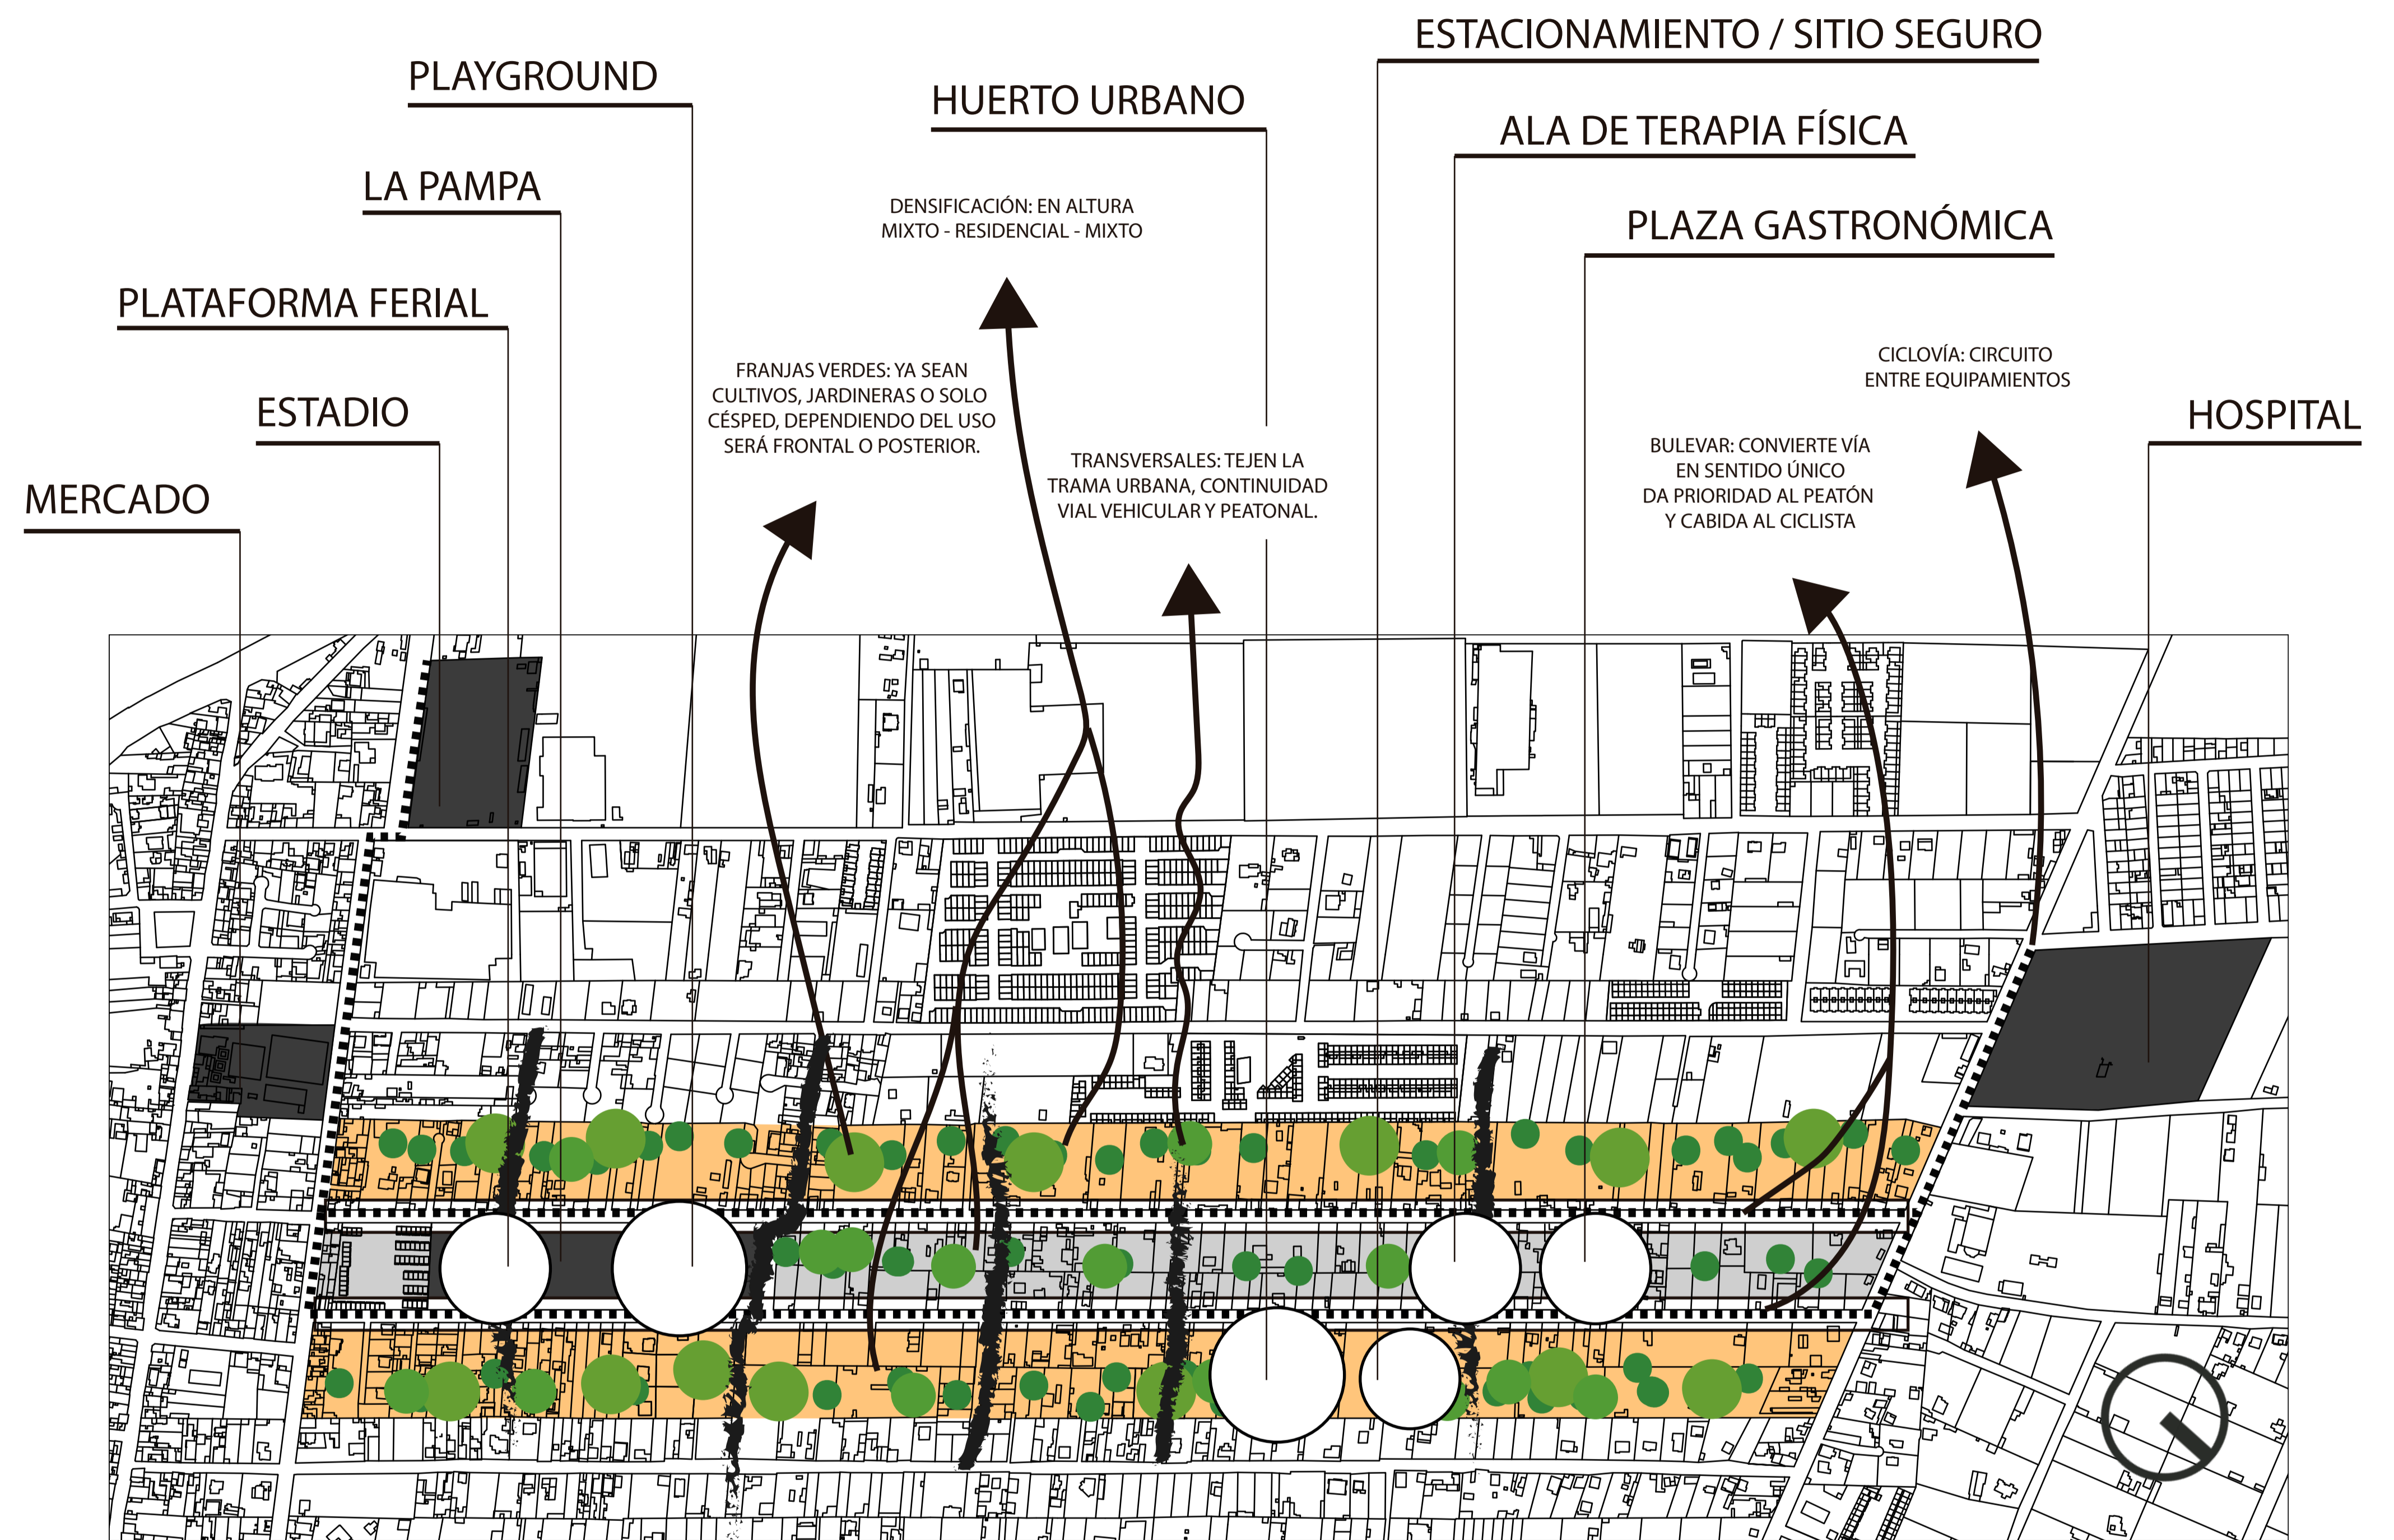 ESTACIONAMIENTO / SITIO SEGURO
PLAYGROUND
HUERTO URBANO
ALA DE TERAPIA FÍSICA
LA PAMPA
DENSIFICACIÓN: EN ALTURA
MIXTO - RESIDENCIAL - MIXTO
PLAZA GASTRONÓMICA
PLATAFORMA FERIAL
FRANJAS VERDES: YA SEAN
CULTIVOS, JARDINERAS O SOLO
CÉSPED, DEPENDIENDO DEL USO
SERÁ FRONTAL O POSTERIOR.
CICLOVÍA: CIRCUITO
ENTRE EQUIPAMIENTOS
ESTADIO
HOSPITAL
TRANSVERSALES: TEJEN LA
TRAMA URBANA, CONTINUIDAD
VIAL VEHICULAR Y PEATONAL.
BULEVAR: CONVIERTE VÍA
EN SENTIDO ÚNICO
DA PRIORIDAD AL PEATÓN
Y CABIDA AL CICLISTA
MERCADO